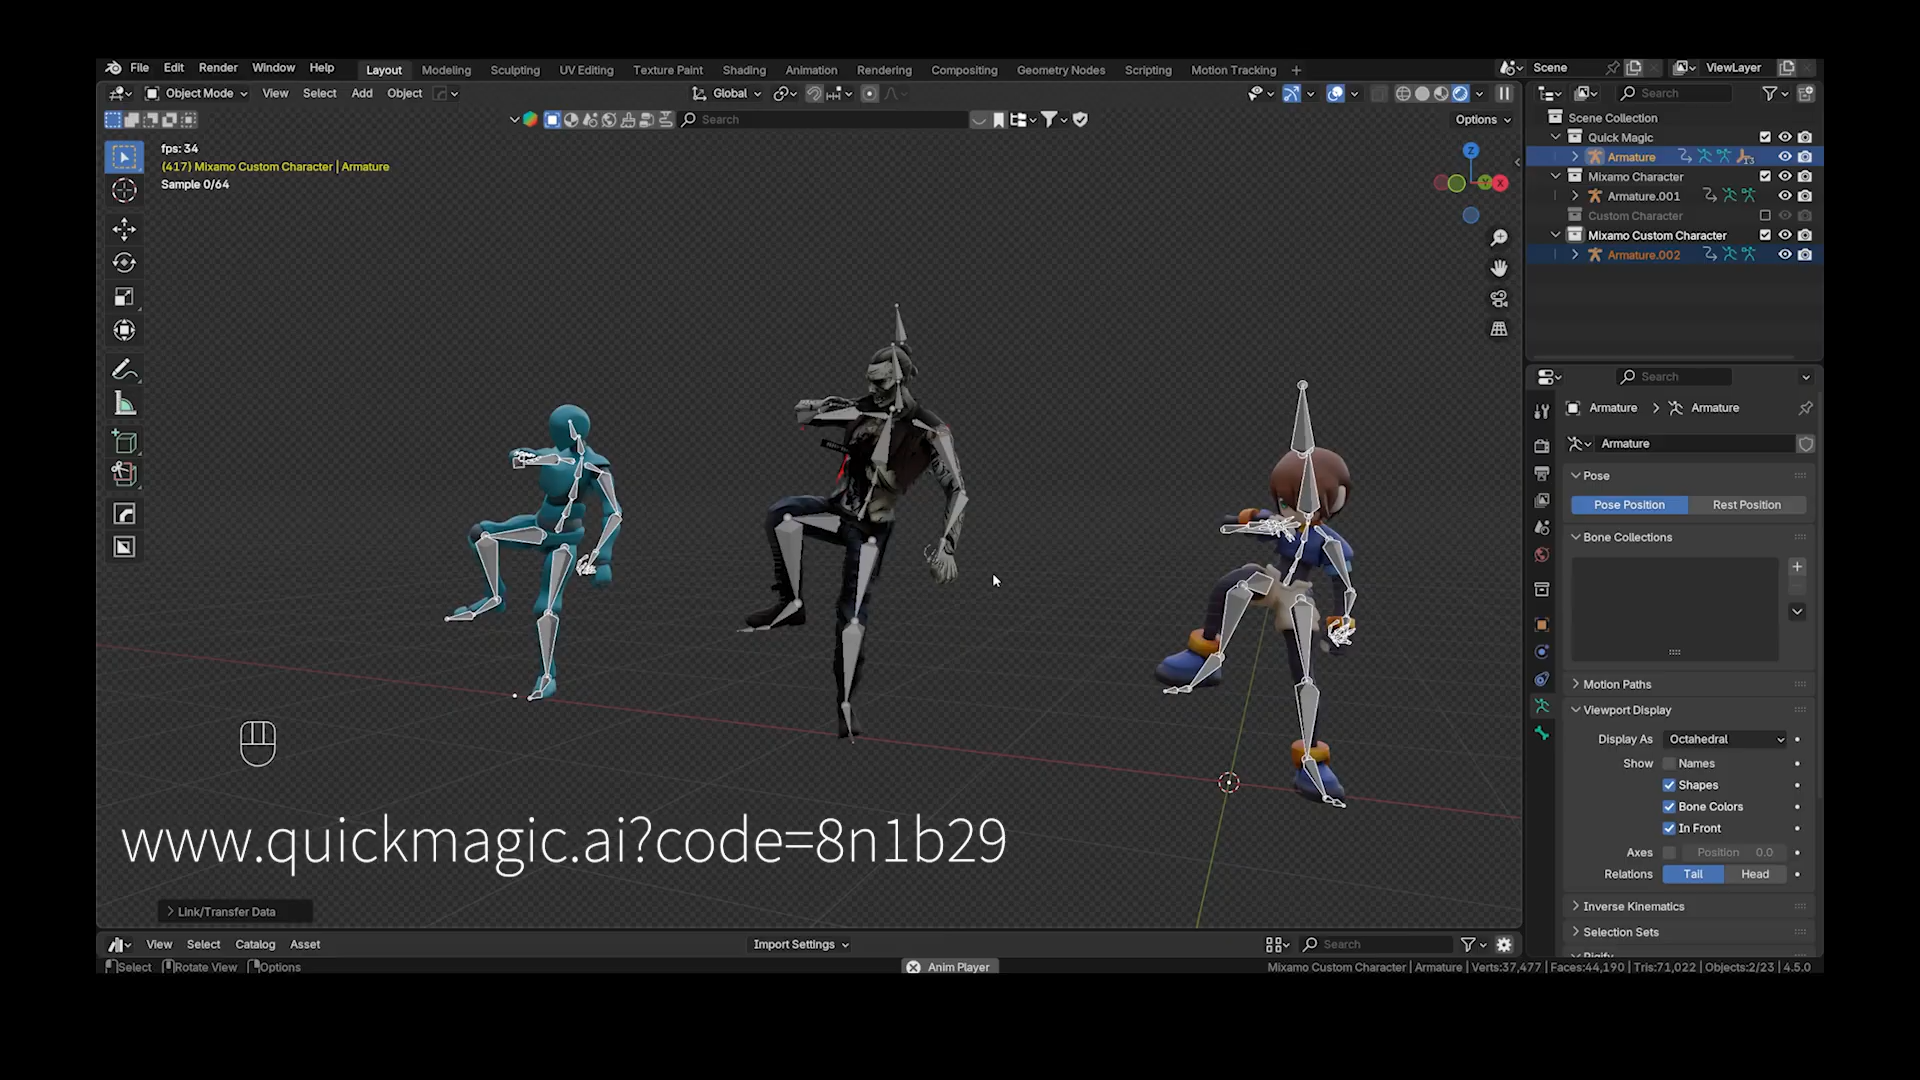 File Edit Render Window Help Layout Modeling Sculpting UV Editing Texture Paint Shading Animation Rendering Compositing Geometry Nodes Scripting Motion Tracking + Scene ViewLayer
Object Mode View Select Add Object Global Search
Search Options
Scene Collection
Quick Magic
Armature
Mixamo Character
Armature.001
Custom Character
Mixamo Custom Character
Armature.002
fps: 34
(417) Mixamo Custom Character | Armature
Sample 0/64
Z
Y
X
Search
Armature > Armature
Armature
Pose
Pose Position Rest Position
Bone Collections
Motion Paths
Viewport Display
Display As Octahedral
Show Names
Shapes
Bone Colors
In Front
Axes Position 0.0
Relations Tail Head
Inverse Kinematics
Selection Sets
www.quickmagic.ai?code=8n1b29
Link/Transfer Data
View Select Catalog Asset Import Settings Search
Select Rotate View Options Anim Player Mixamo Custom Character | Armature | Verts:37,477 | Faces:44,190 | Tris:71,022 | Objects:2/23 | 4.5.0